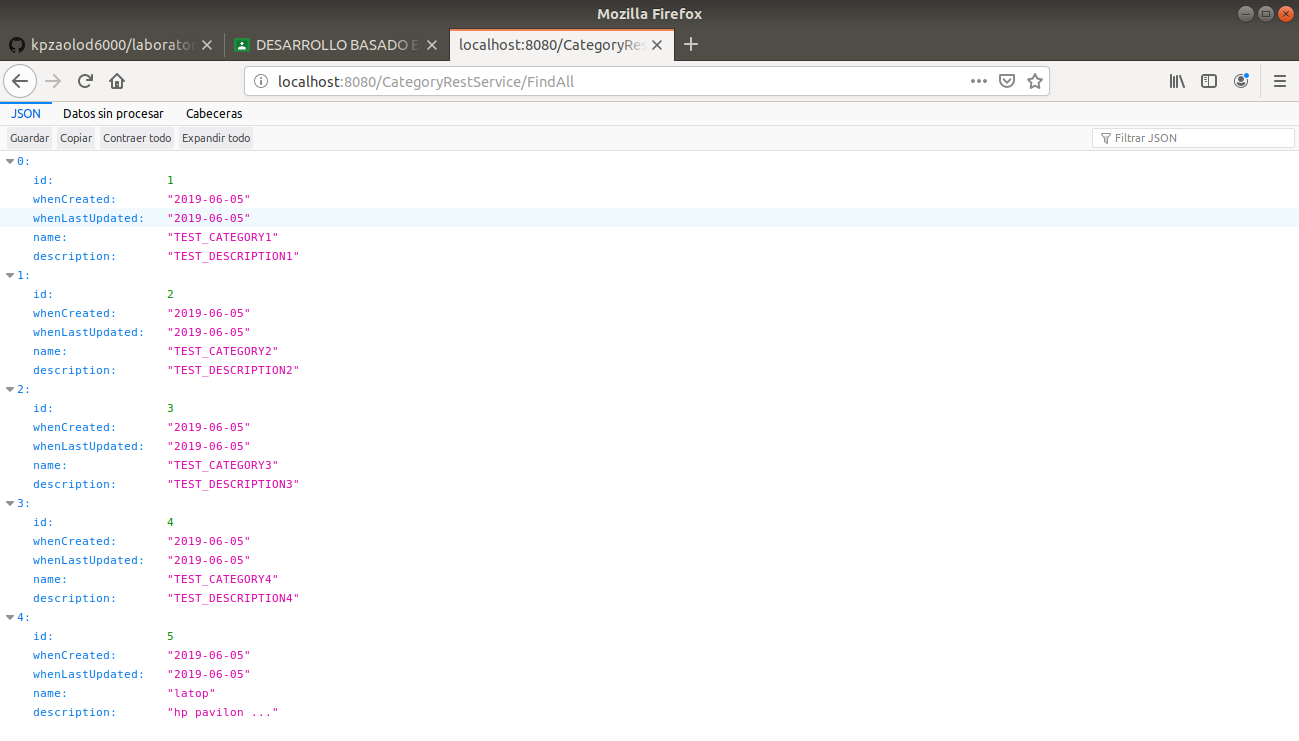 Mozilla Firefox
kpzaolod6000/laborator
DESARROLLO BASADO E
localhost:8080/CategoryRes
localhost:8080/CategoryRestService/FindAll
JSON Datos sin procesar Cabeceras
Guardar Copiar Contraer todo Expandir todo Filtrar JSON
0:
id: 1
whenCreated: "2019-06-05"
whenLastUpdated: "2019-06-05"
name: "TEST_CATEGORY1"
description: "TEST_DESCRIPTION1"
1:
id: 2
whenCreated: "2019-06-05"
whenLastUpdated: "2019-06-05"
name: "TEST_CATEGORY2"
description: "TEST_DESCRIPTION2"
2:
id: 3
whenCreated: "2019-06-05"
whenLastUpdated: "2019-06-05"
name: "TEST_CATEGORY3"
description: "TEST_DESCRIPTION3"
3:
id: 4
whenCreated: "2019-06-05"
whenLastUpdated: "2019-06-05"
name: "TEST_CATEGORY4"
description: "TEST_DESCRIPTION4"
4:
id: 5
whenCreated: "2019-06-05"
whenLastUpdated: "2019-06-05"
name: "latop"
description: "hp pavilon ..."